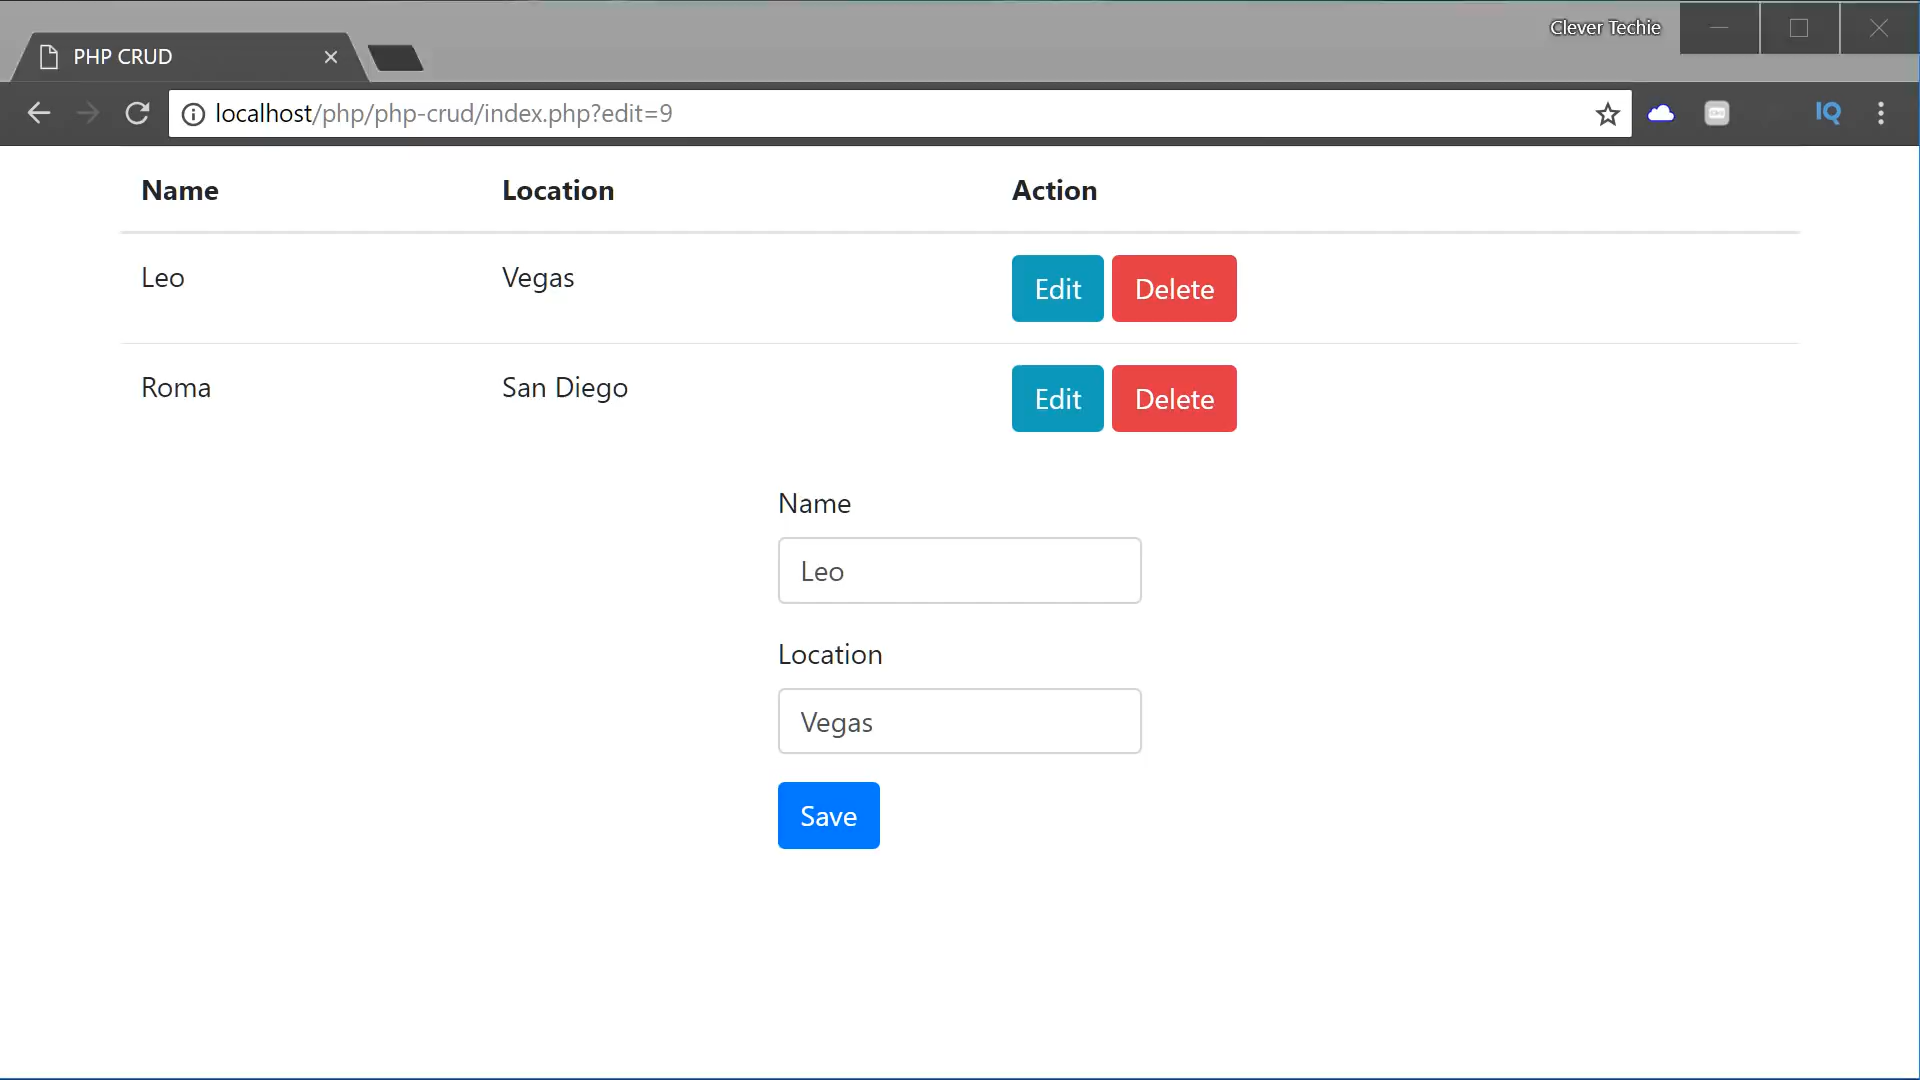 Clever Techie
PHP CRUD
localhost/php/php-crud/index.php?edit=9
IQ
Name Location Action
Leo Vegas Edit Delete
Roma San Diego Edit Delete
Name
Leo
Location
Vegas
Save